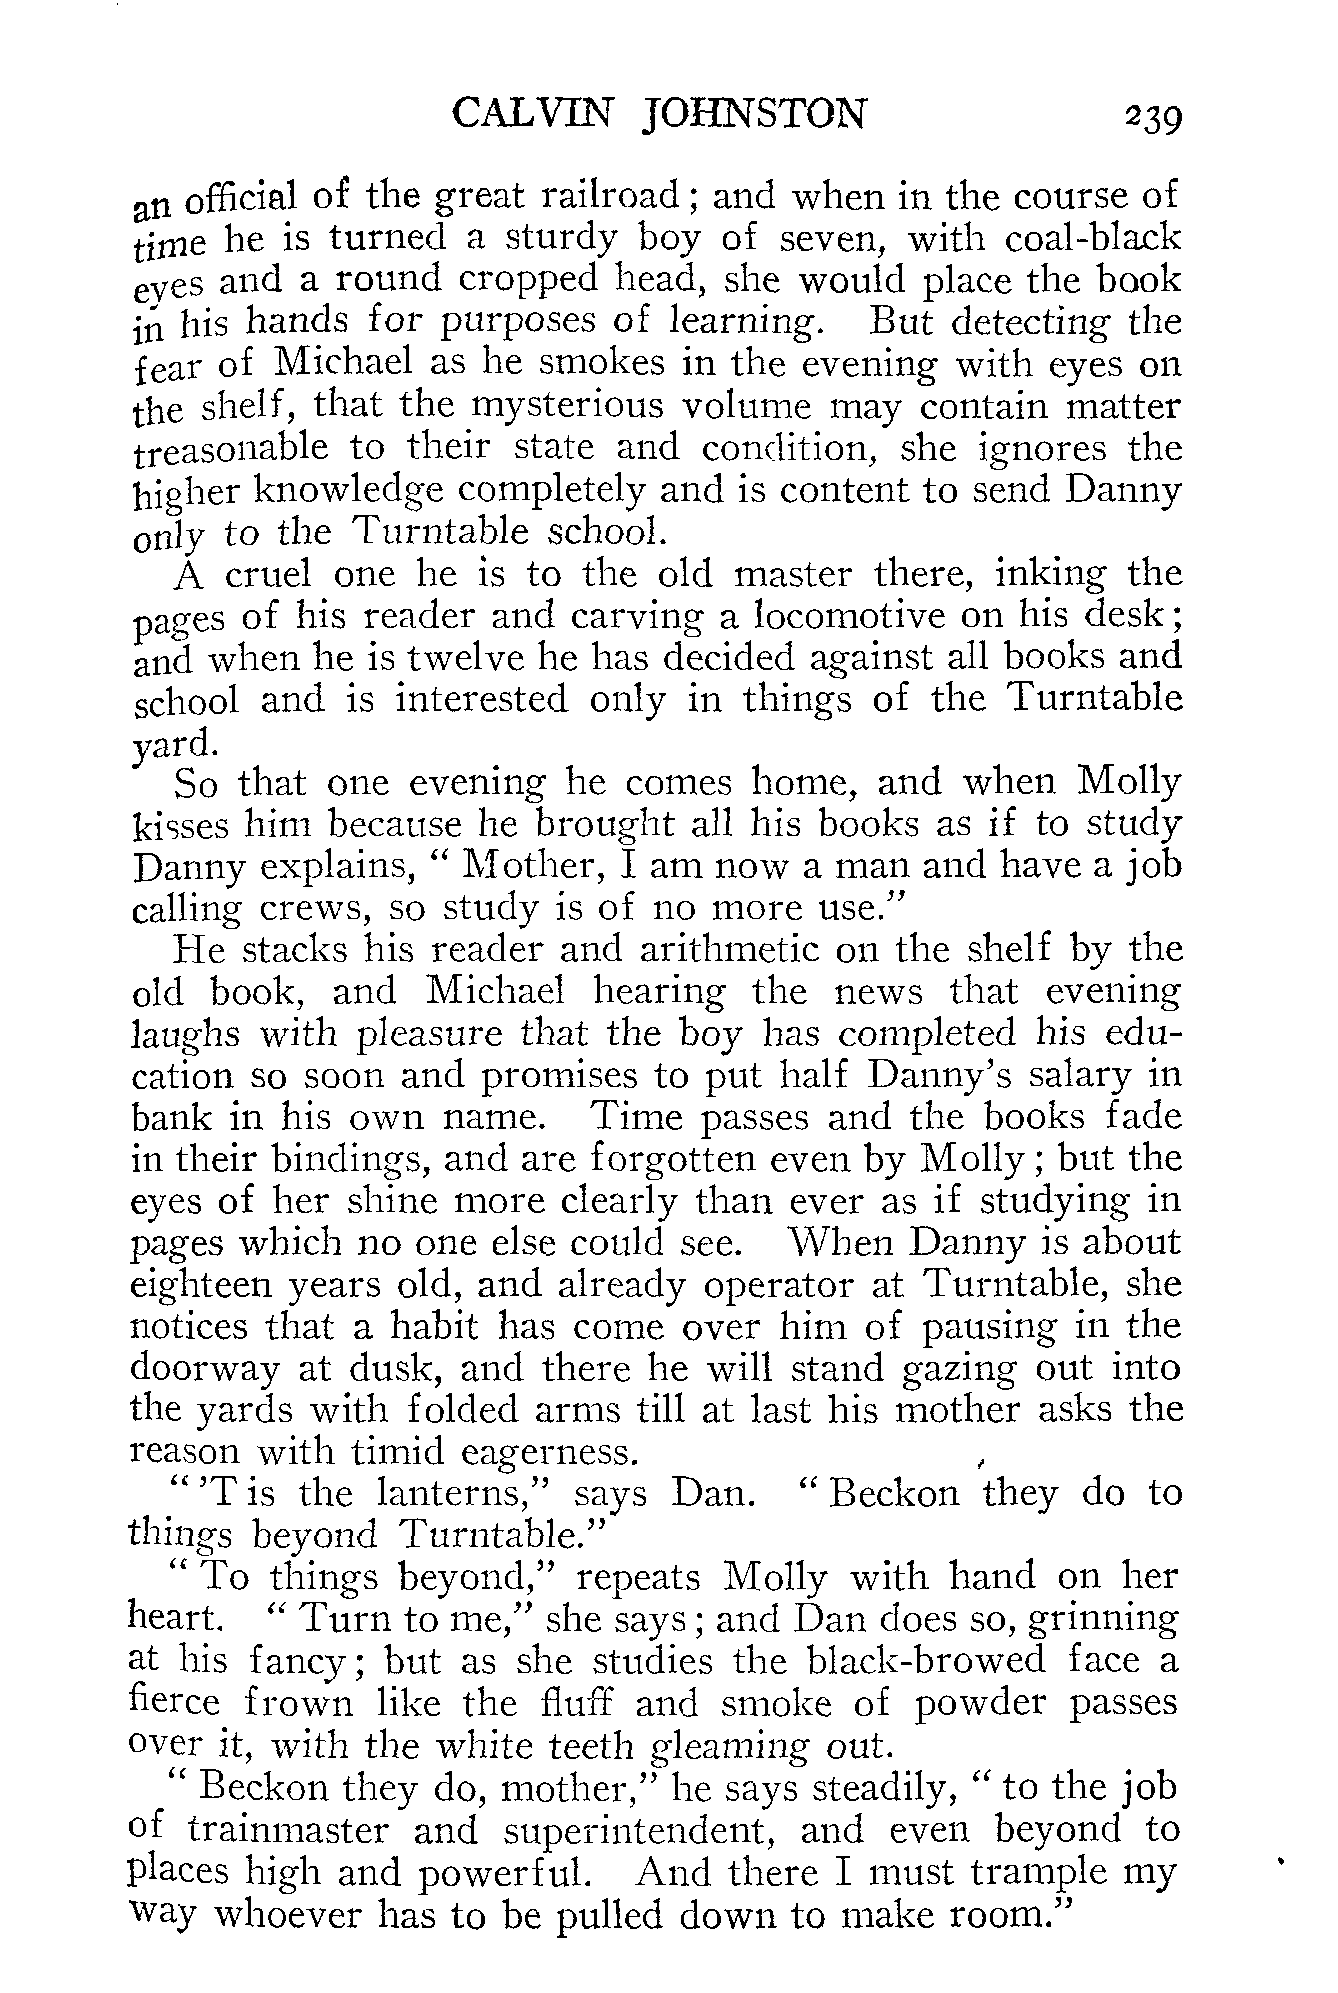 CALVIN JOHNSTON 239
an official of the great railroad; and when in the course of
time he is turned a sturdy boy of seven, with coal-black
eyes and a round cropped head, she would place the book
in his hands for purposes of learning. But detecting the
fear of Michael as he smokes in the evening with eyes on
the shelf, that the mysterious volume may contain matter
treasonable to their state and condition, she ignores the
higher knowledge completely and is content to send Danny
only to the Turntable school.
A cruel one he is to the old master there, inking the
pages of his reader and carving a locomotive on his desk;
and when he is twelve he has decided against all books and
school and is interested only in things of the Turntable
yard.
So that one evening he comes home, and when Molly
kisses him because he brought all his books as if to study
Danny explains, " Mother, I am now a man and have a job
calling crews, so study is of no more use."
He stacks his reader and arithmetic on the shelf by the
old book, and Michael hearing the news that evening
laughs with pleasure that the boy has completed his edu-
cation so soon and promises to put half Danny's salary in
bank in his own name. Time passes and the books fade
in their bindings, and are forgotten even by Molly; but the
eyes of her shine more clearly than ever as if studying in
pages which no one else could see. When Danny is about
eighteen years old, and already operator at Turntable, she
notices that a habit has come over him of pausing in the
doorway at dusk, and there he will stand gazing out into
the yards with folded arms till at last his mother asks the
reason with timid eagerness.
" 'T is the lanterns," says Dan. " Beckon they do to
things beyond Turntable."
" To things beyond," repeats Molly with hand on her
heart. " Turn to me," she says; and Dan does so, grinning
at his fancy; but as she studies the black-browed face a
fierce frown like the fluff and smoke of powder passes
over it, with the white teeth gleaming out.
" Beckon they do, mother," he says steadily, " to the job
of trainmaster and superintendent, and even beyond to
places high and powerful. And there I must trample my
way whoever has to be pulled down to make room."